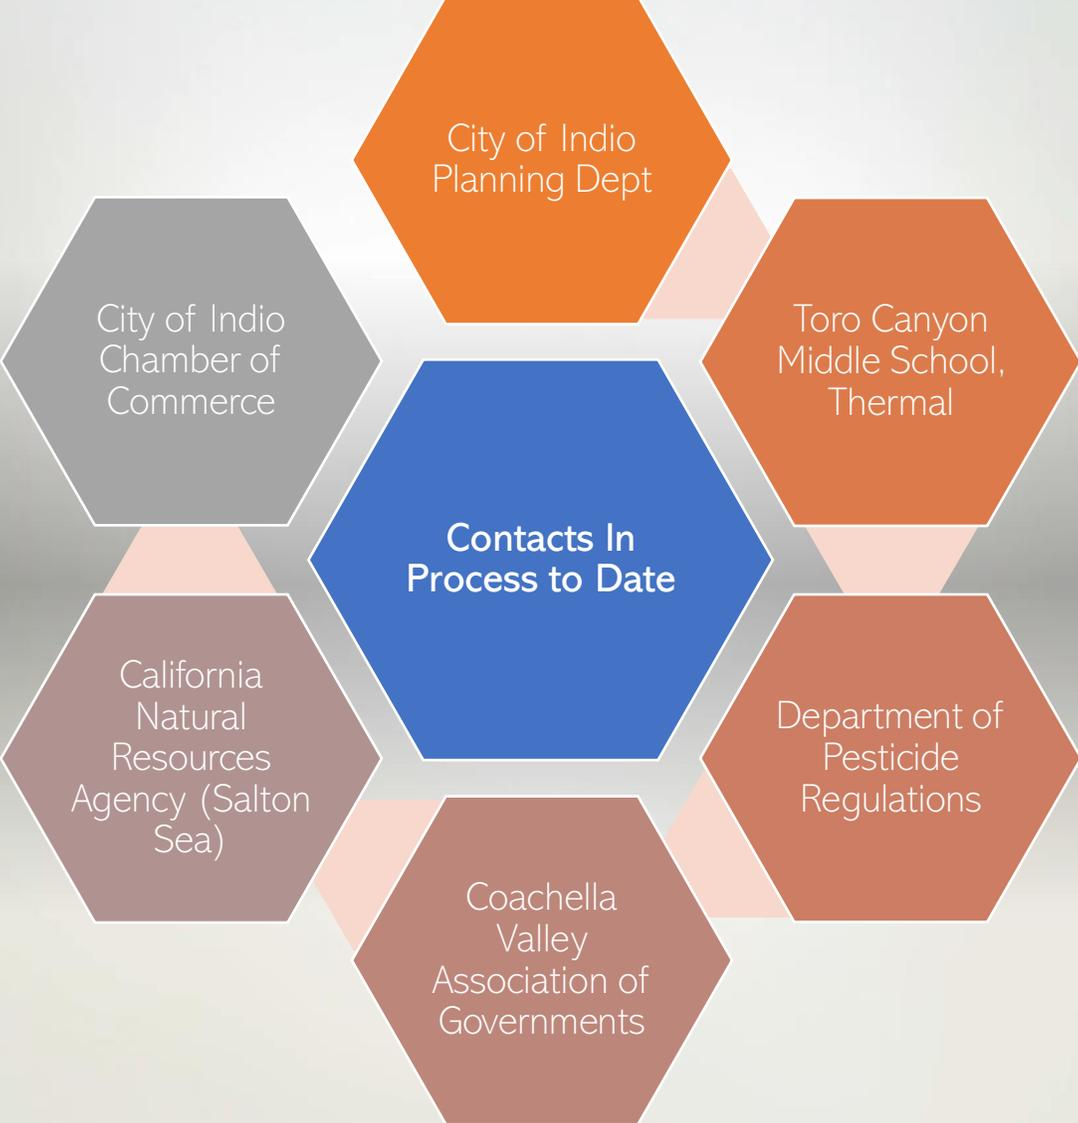 City of Indio
Planning Dept
City of Indio
Chamber of
Commerce
Toro Canyon
Middle School,
Thermal
Contacts In
Process to Date
California
Natural
Resources
Agency (Salton
Sea)
Department of
Pesticide
Regulations
Coachella
Valley
Association of
Governments